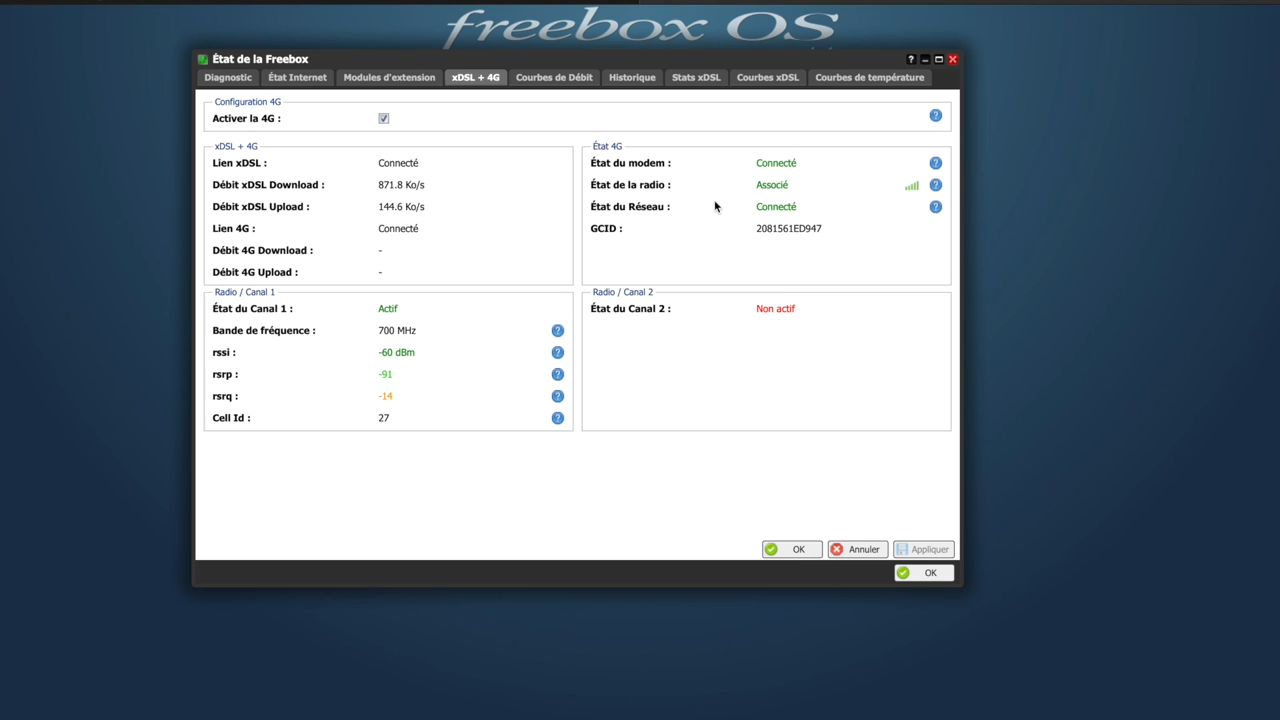 freebox OS
État de la Freebox
Diagnostic État Internet Modules d'extension xDSL + 4G Courbes de Débit Historique Stats xDSL Courbes xDSL Courbes de température
Configuration 4G
Activer la 4G :
xDSL + 4G
Lien xDSL : Connecté
Débit xDSL Download : 871.8 Ko/s
Débit xDSL Upload : 144.6 Ko/s
Lien 4G : Connecté
Débit 4G Download : -
Débit 4G Upload : -
État 4G
État du modem : Connecté
État de la radio : Associé
État du Réseau : Connecté
GCID : 2081561ED947
Radio / Canal 1
État du Canal 1 : Actif
Bande de fréquence : 700 MHz
rssi : -60 dBm
rsrp : -91
rsrq : -14
Cell Id : 27
Radio / Canal 2
État du Canal 2 : Non actif
OK Annuler Appliquer
OK